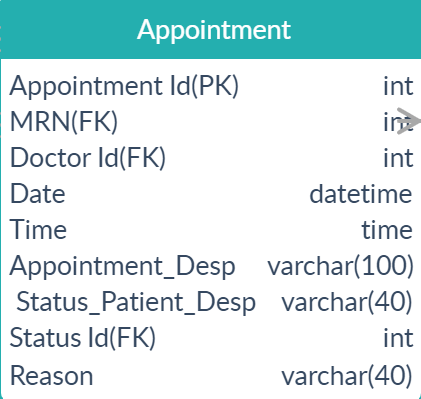 Appointment
Appointment Id(PK) int
MRN(FK) int
Doctor Id(FK) int
Date datetime
Time time
Appointment_Desp varchar(100)
Status_Patient_Desp varchar(40)
Status Id(FK) int
Reason varchar(40)